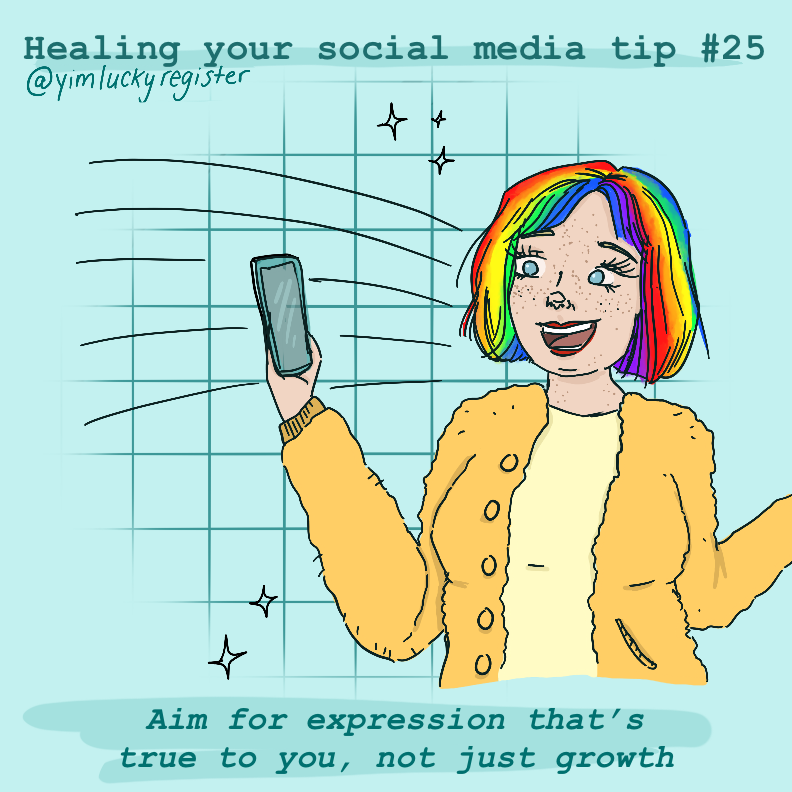 Healing your social media tip #25
@yimluckyregister
Aim for expression that's
true to you, not just growth